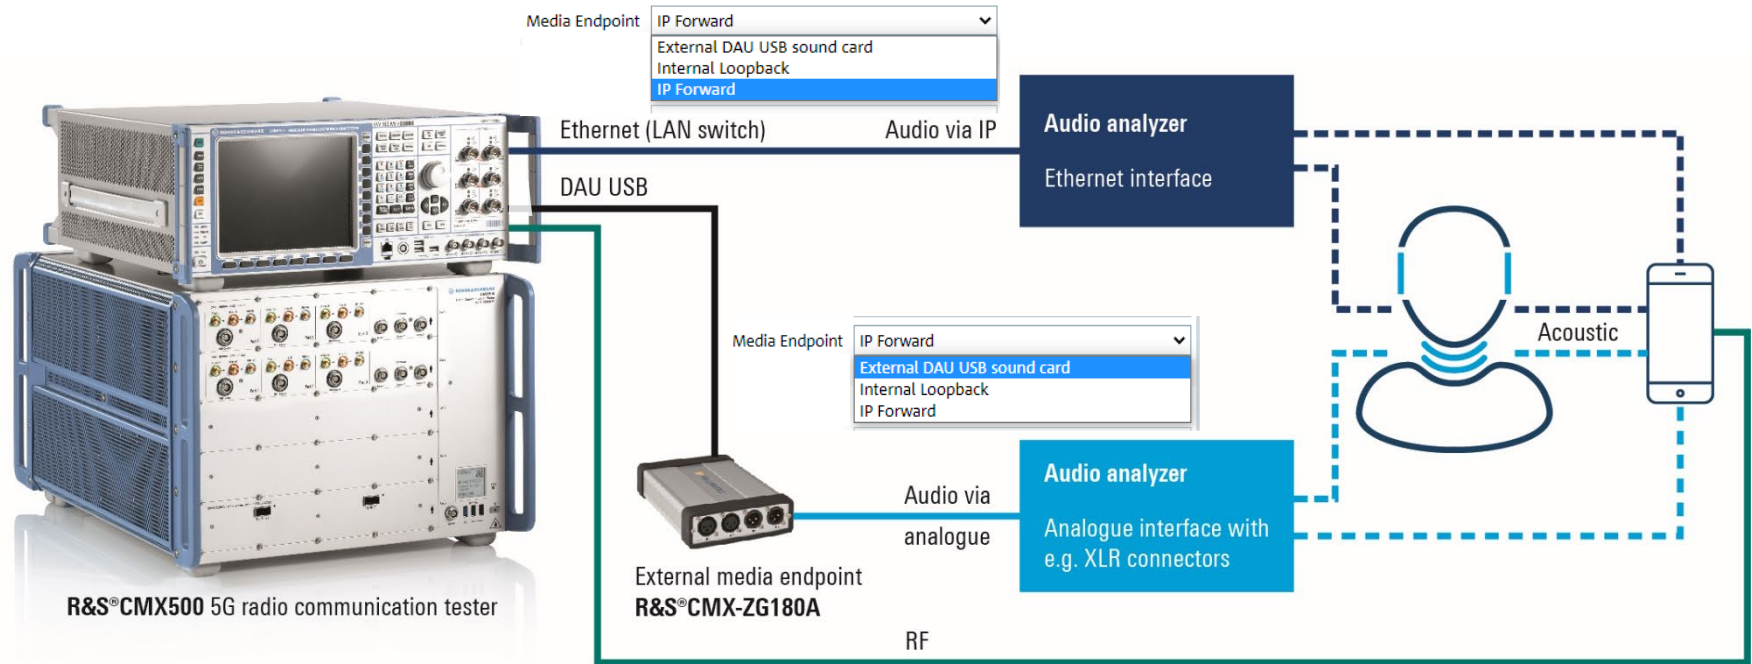 Media Endpoint IP Forward
External DAU USB sound card
Internal Loopback
IP Forward
Ethernet (LAN switch) Audio via IP
DAU USB
Audio analyzer
Ethernet interface
Media Endpoint IP Forward
External DAU USB sound card
Internal Loopback
IP Forward
Acoustic
Audio via
analogue
Audio analyzer
Analogue interface with
e.g. XLR connectors
External media endpoint
R&S®CMX-ZG180A
R&S®CMX500 5G radio communication tester
RF